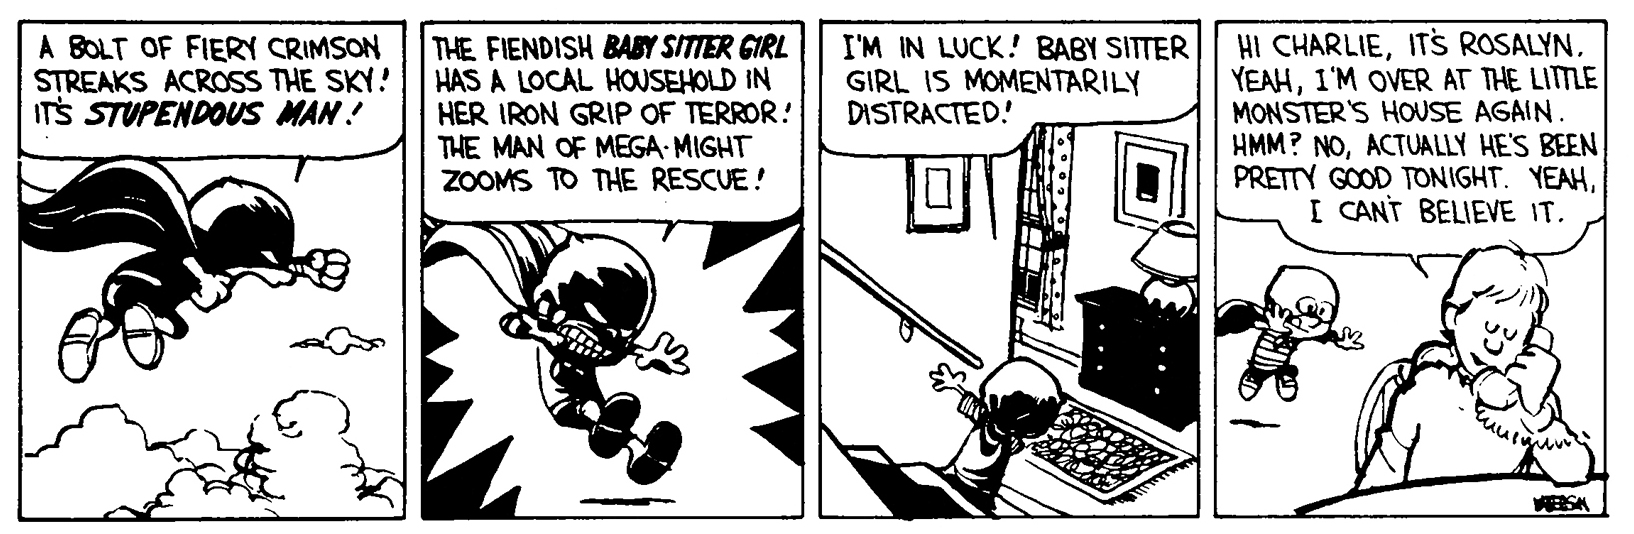 A BOLT OF FIERY CRIMSON
STREAKS ACROSS THE SKY!
IT'S STUPENDOUS MAN!
THE FIENDISH BABY SITTER GIRL
HAS A LOCAL HOUSEHOLD IN
HER IRON GRIP OF TERROR!
THE MAN OF MEGA-MIGHT
ZOOMS TO THE RESCUE!
I'M IN LUCK! BABY SITTER
GIRL IS MOMENTARILY
DISTRACTED!
HI CHARLIE, IT'S ROSALYN.
YEAH, I'M OVER AT THE LITTLE
MONSTER'S HOUSE AGAIN.
HMM? NO, ACTUALLY HE'S BEEN
PRETTY GOOD TONIGHT. YEAH,
I CAN'T BELIEVE IT.
WATTERSON